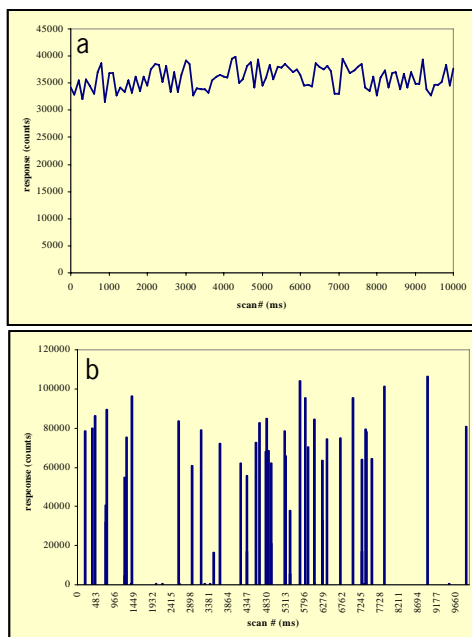 a
45000
40000
35000
30000
25000
20000
15000
10000
5000
0
response (counts)
0 1000 2000 3000 4000 5000 6000 7000 8000 9000 10000
scan# (ms)
b
120000
100000
80000
60000
40000
20000
0
respeonse (counts)
0 483 966 1449 1932 2415 2898 3381 3864 4347 4830 5313 5796 6279 6762 7245 7728 8211 8694 9177 9660
scan # (ms)